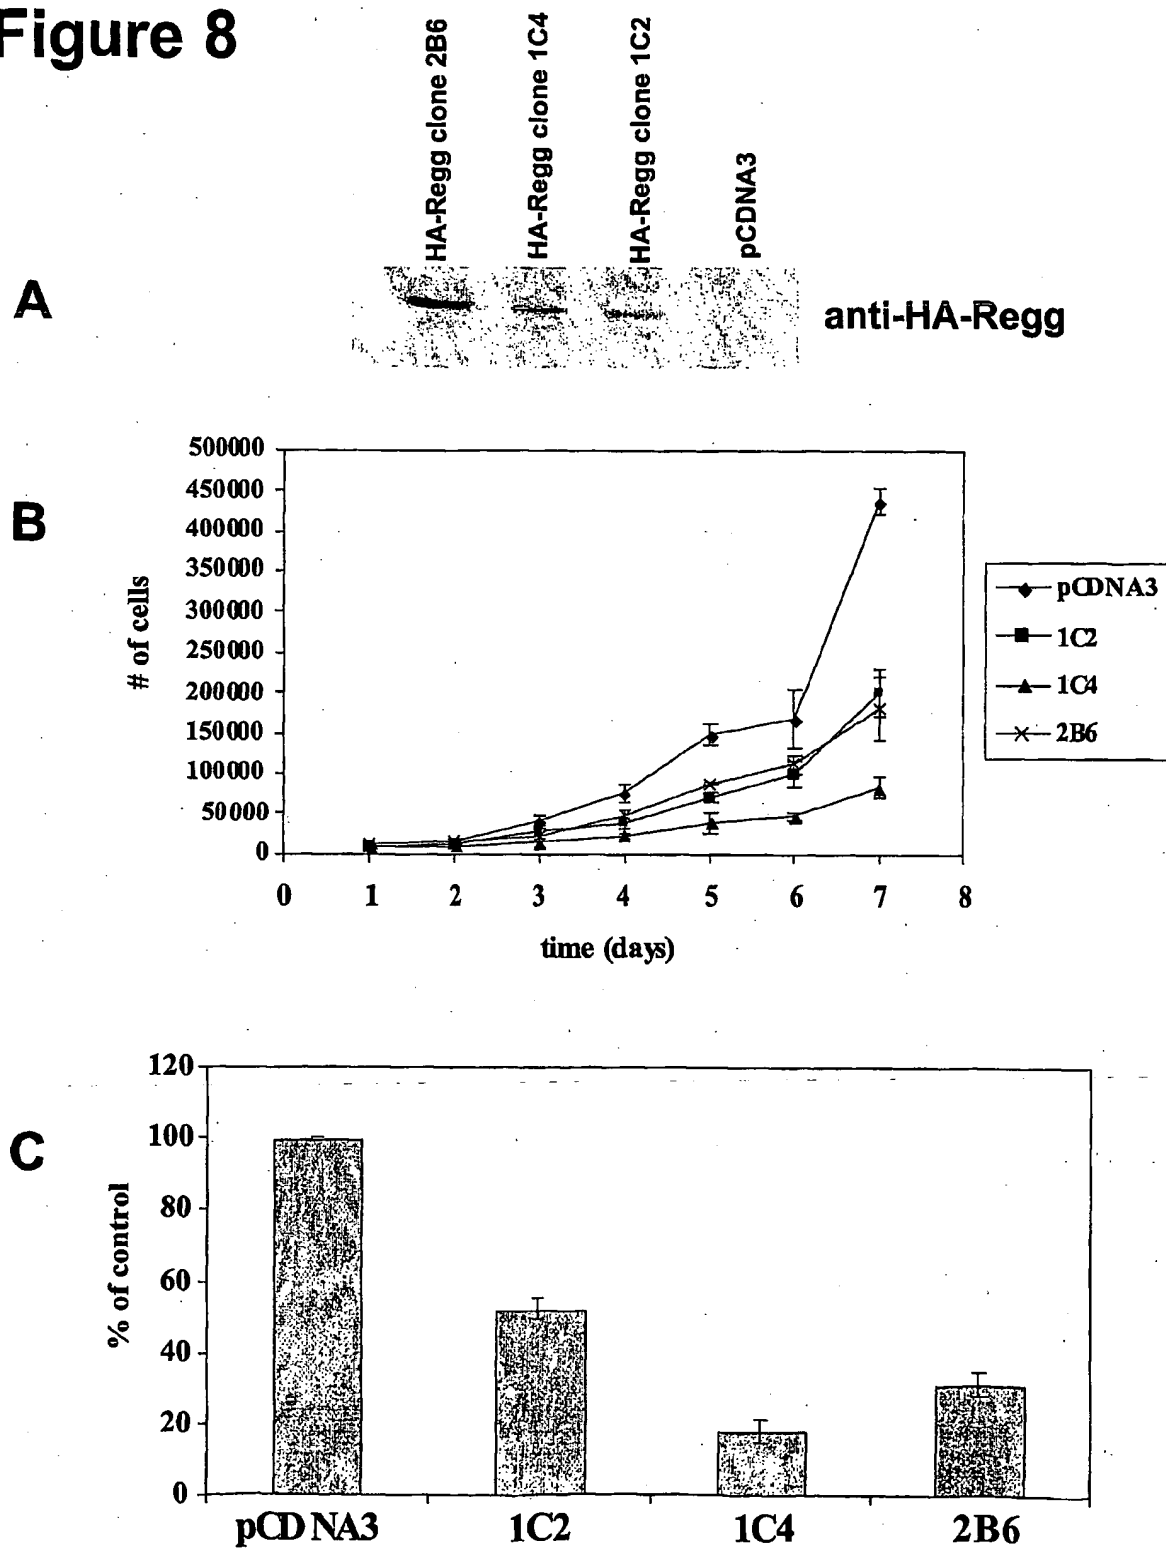 Figure 8
HA-Regg clone 2B6
HA-Regg clone 1C4
HA-Regg clone 1C2
pCDNA3
A
anti-HA-Regg
B
# of cells
500000
450000
400000
350000
300000
250000
200000
150000
100000
50000
0
0 1 2 3 4 5 6 7 8
time (days)
pCDNA3
1C2
1C4
2B6
C
% of control
120
100
80
60
40
20
0
pCDNA3 1C2 1C4 2B6